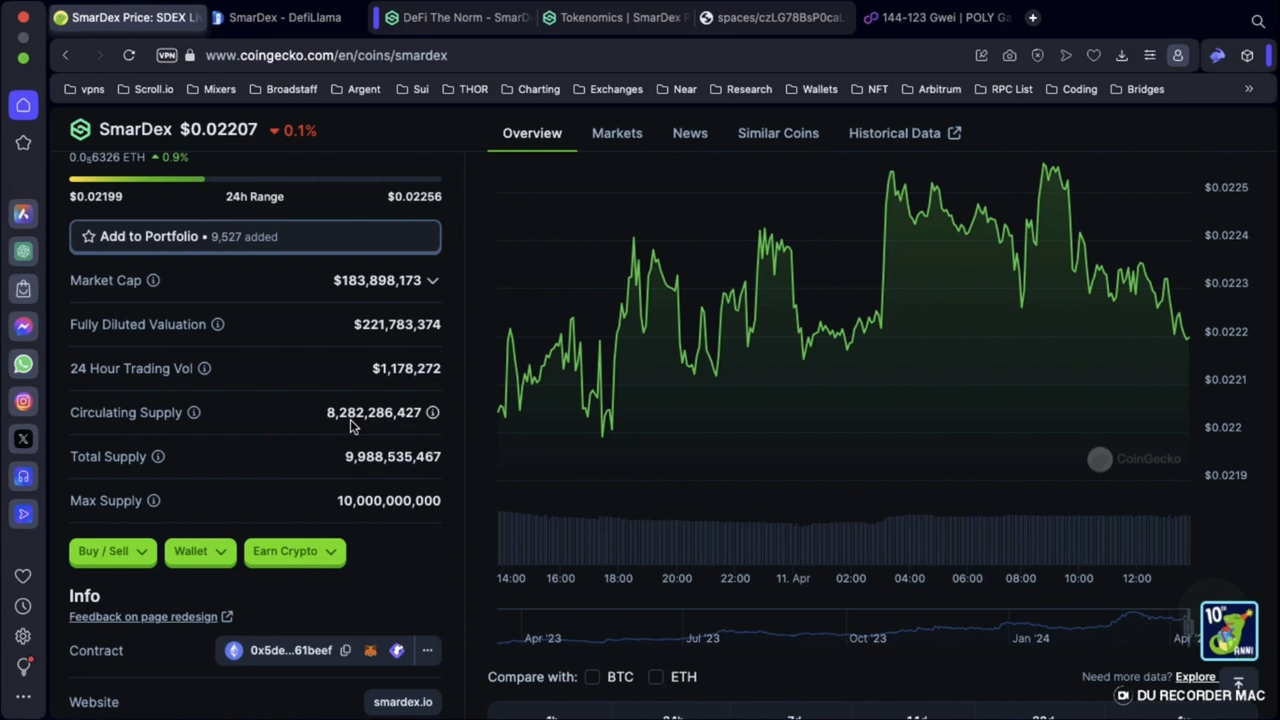 SmarDex Price: SDEX Li
SmarDex - DefiLlama
DeFi The Norm - SmarD
Tokenomics | SmarDex
spaces/czLG78BsP0caL
144-123 Gwei | POLY Ga
VPN
www.coingecko.com/en/coins/smardex
vpns
Scroll.io
Mixers
Broadstaff
Argent
Sui
THOR
Charting
Exchanges
Near
Research
Wallets
NFT
Arbitrum
RPC List
Coding
Bridges
SmarDex $0.02207 ▼ 0.1%
0.0₅6326 ETH ▲ 0.9%
$0.02199 24h Range $0.02256
Add to Portfolio • 9,527 added
Market Cap $183,898,173
Fully Diluted Valuation $221,783,374
24 Hour Trading Vol $1,178,272
Circulating Supply 8,282,286,427
Total Supply 9,988,535,467
Max Supply 10,000,000,000
Buy / Sell
Wallet
Earn Crypto
Info
Feedback on page redesign
Contract 0x5de...61beef
Website smardex.io
Overview
Markets
News
Similar Coins
Historical Data
$0.0225
$0.0224
$0.0223
$0.0222
$0.0221
$0.022
$0.0219
CoinGecko
14:00 16:00 18:00 20:00 22:00 11. Apr 02:00 04:00 06:00 08:00 10:00 12:00
Apr '23 Jul '23 Oct '23 Jan '24
10th
ANNI
Compare with: BTC ETH
Need more data? Explore
DU RECORDER MAC